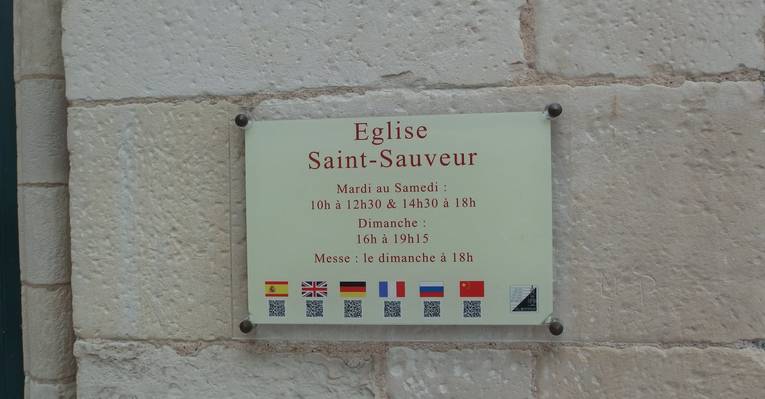 Eglise
Saint-Sauveur
Mardi au Samedi :
10h à 12h30 & 14h30 à 18h
Dimanche :
16h à 19h15
Messe : le dimanche à 18h